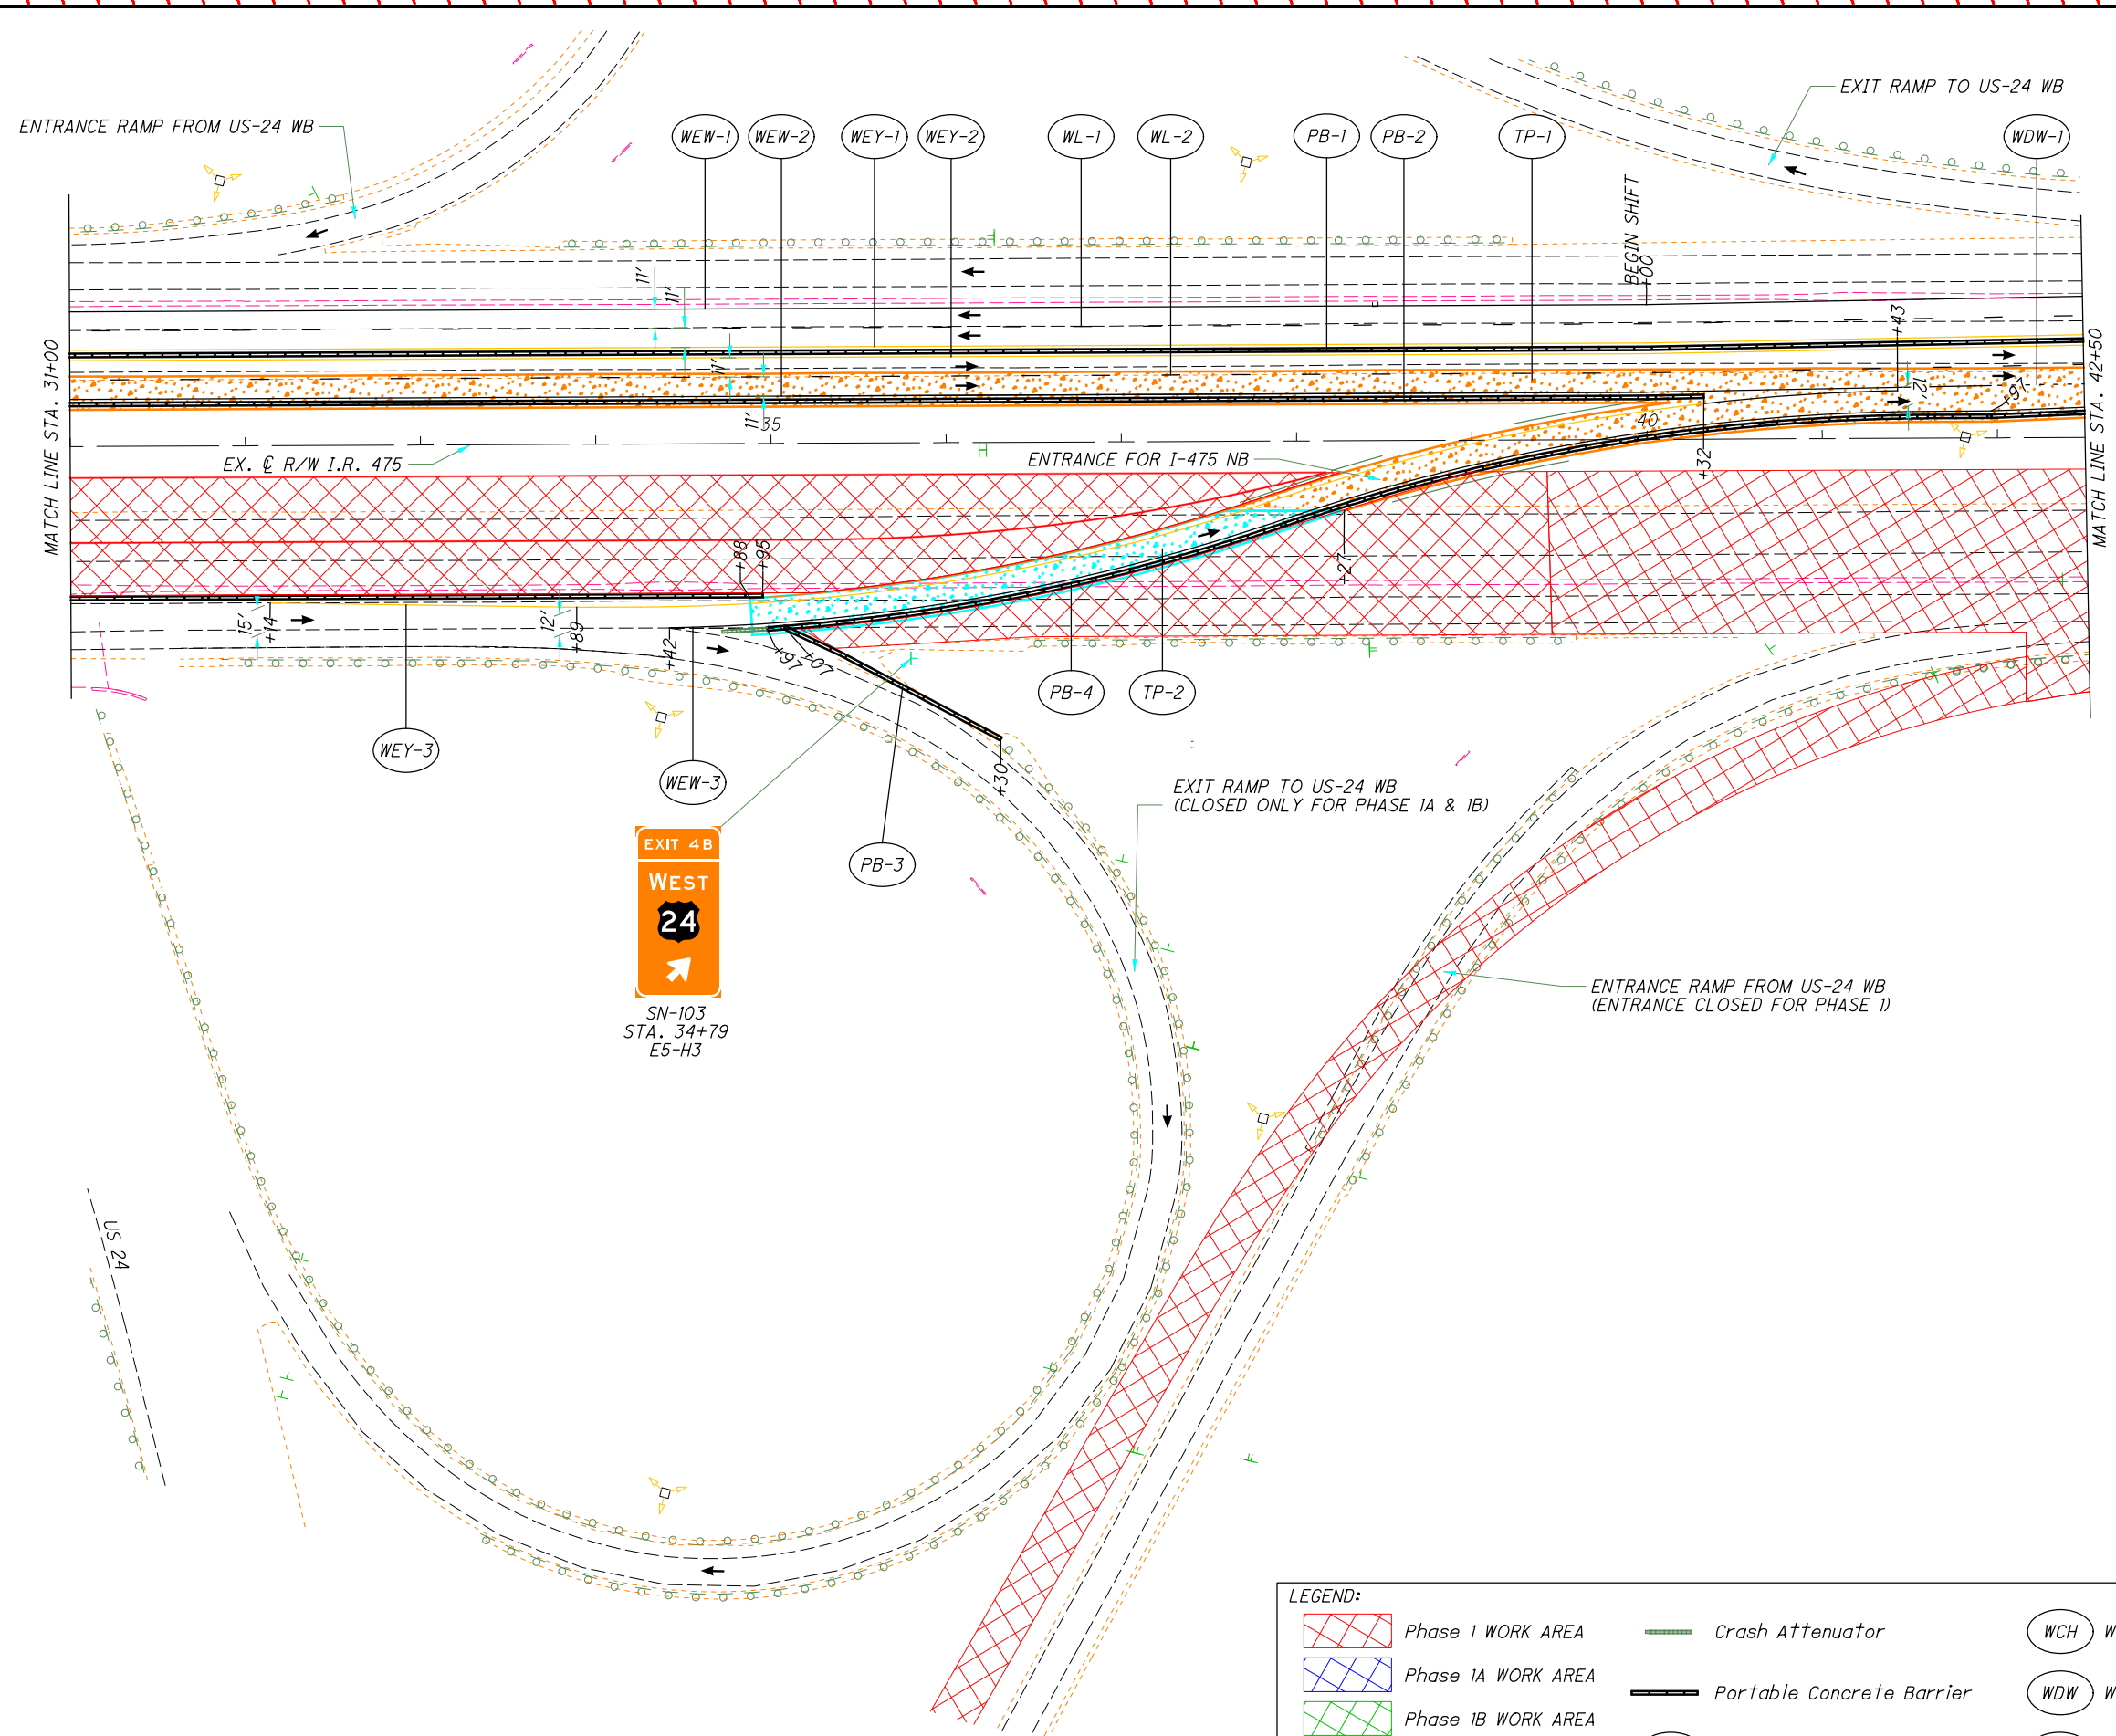 ENTRANCE RAMP FROM US-24 WB
EXIT RAMP TO US-24 WB
WEW-1
WEW-2
WEY-1
WEY-2
WL-1
WL-2
PB-1
PB-2
TP-1
WDW-1
BEGIN SHIFT
+00
11'
11'
11'
11'
+43
12'
+97
MATCH LINE STA. 31+00
MATCH LINE STA. 42+50
35
40
EX. ℄ R/W I.R. 475
ENTRANCE FOR I-475 NB
+32
+88
+95
+27
15'
+14
12'
+89
+42
+97
+07
+30
WEY-3
WEW-3
PB-3
PB-4
TP-2
EXIT RAMP TO US-24 WB
(CLOSED ONLY FOR PHASE 1A & 1B)
EXIT 4B
WEST
24
SN-103
STA. 34+79
E5-H3
ENTRANCE RAMP FROM US-24 WB
(ENTRANCE CLOSED FOR PHASE 1)
US 24
LEGEND:
Phase 1 WORK AREA
Crash Attenuator
WCH
W
Phase 1A WORK AREA
Portable Concrete Barrier
WDW
W
Phase 1B WORK AREA